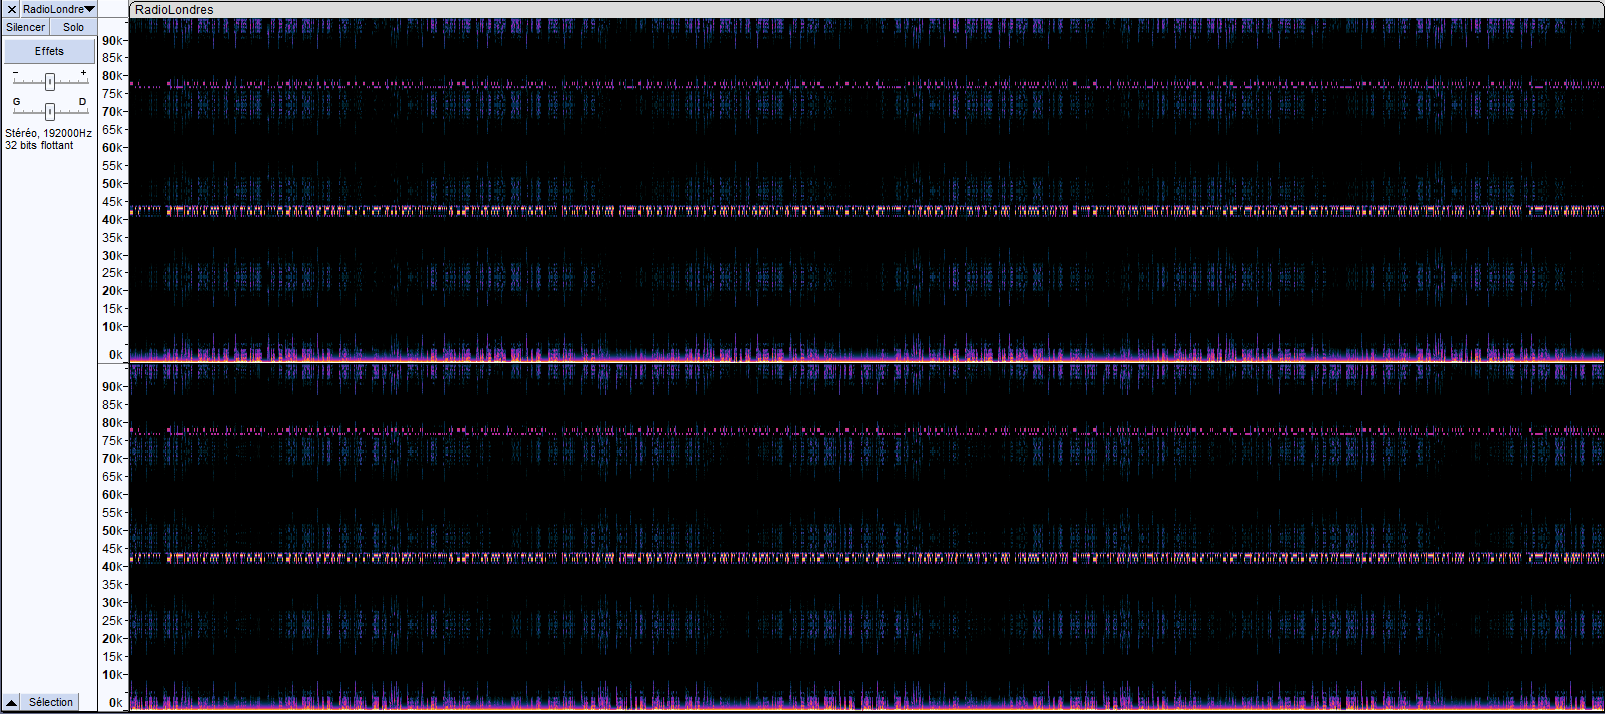 RadioLondre
RadioLondres
Silencer Solo
Effets
- +
G D
Stéréo, 192000Hz
32 bits flottant
90k
85k
80k
75k
70k
65k
60k
55k
50k
45k
40k
35k
30k
25k
20k
15k
10k
0k
90k
85k
80k
75k
70k
65k
60k
55k
50k
45k
40k
35k
30k
25k
20k
15k
10k
0k
Sélection